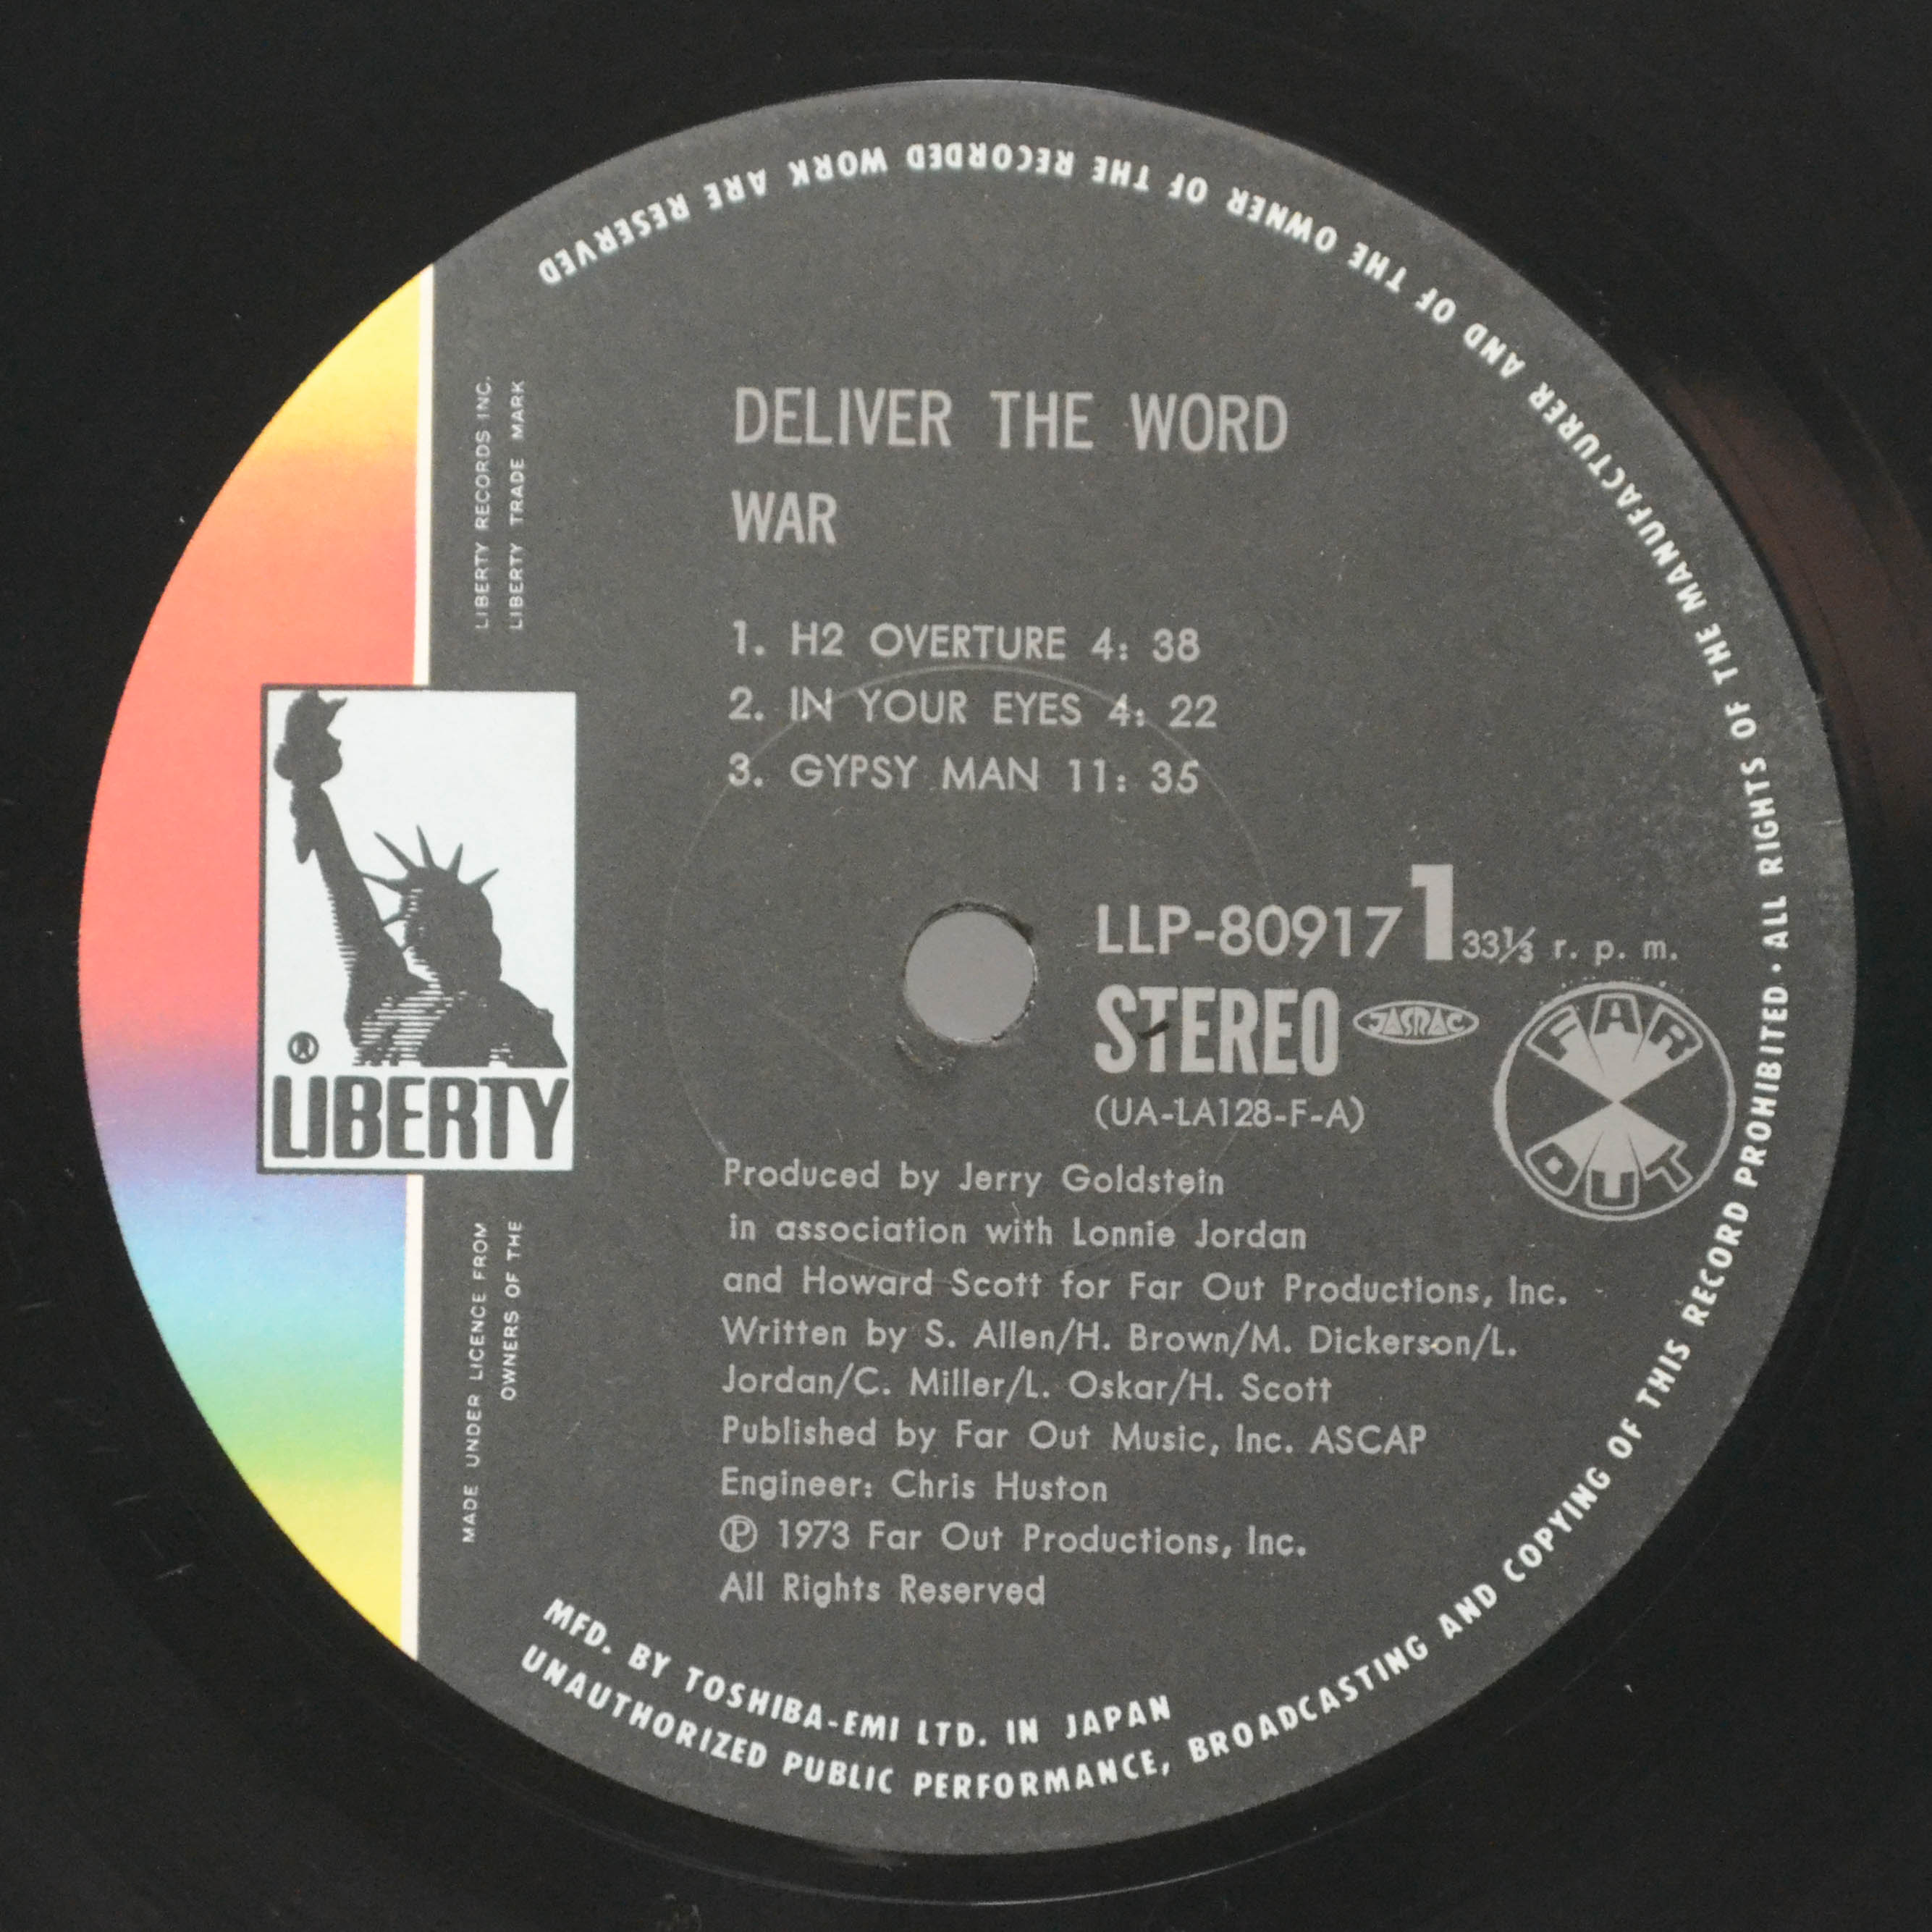 DELIVER THE WORD
WAR
1. H2 OVERTURE 4: 38
2. IN YOUR EYES 4: 22
3. GYPSY MAN 11: 35
LLP-80917 1 33⅓ r. p. m.
STEREO JASRAC
(UA-LA128-F-A)
FAR
OUT
Produced by Jerry Goldstein
in association with Lonnie Jordan
and Howard Scott for Far Out Productions, Inc.
Written by S. Allen/H. Brown/M. Dickerson/L.
Jordan/C. Miller/L. Oskar/H. Scott
Published by Far Out Music, Inc. ASCAP
Engineer: Chris Huston
Ⓟ 1973 Far Out Productions, Inc.
All Rights Reserved
LIBERTY RECORDS INC.
LIBERTY TRADE MARK
®
LIBERTY
MADE UNDER LICENCE FROM
OWNERS OF THE
MFD. BY TOSHIBA-EMI LTD. IN JAPAN
UNAUTHORIZED PUBLIC PERFORMANCE, BROADCASTING AND COPYING OF THIS RECORD PROHIBITED. ALL RIGHTS OF THE MANUFACTURER AND OF THE OWNER OF THE RECORDED WORK ARE RESERVED